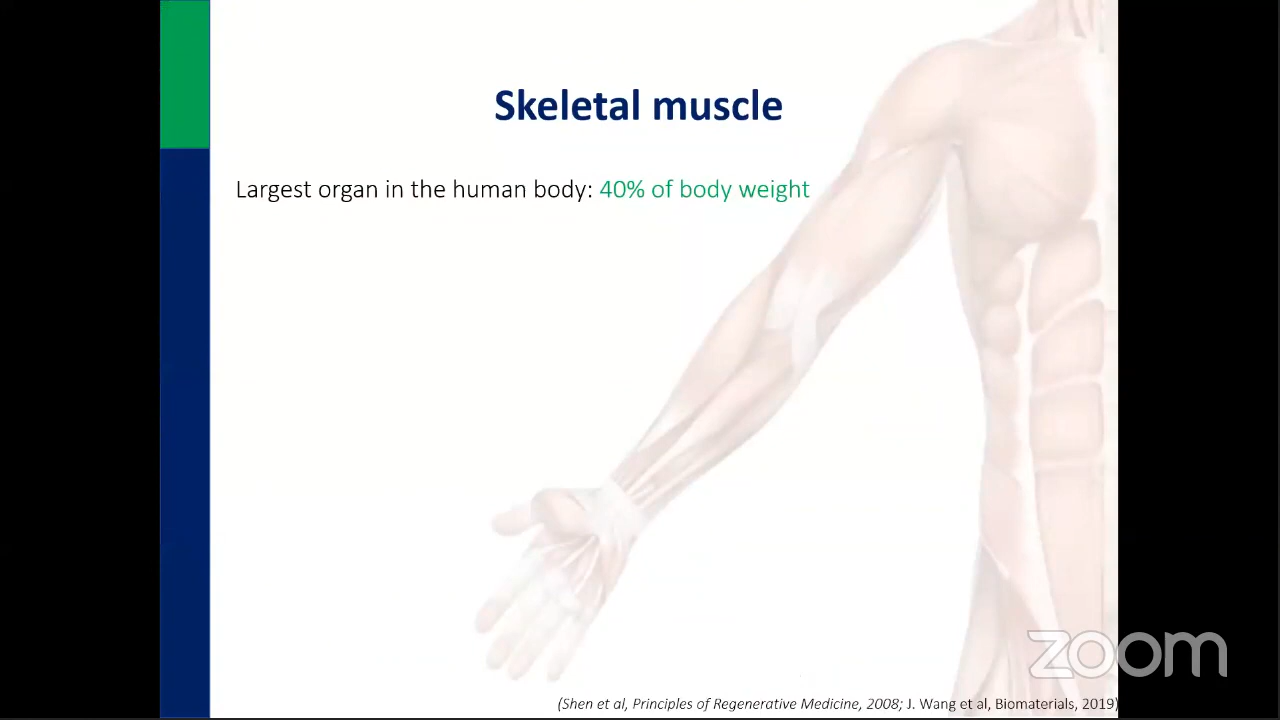 Skeletal muscle
Largest organ in the human body: 40% of body weight
zoom
(Shen et al, Principles of Regenerative Medicine, 2008; J. Wang et al, Biomaterials, 2019)